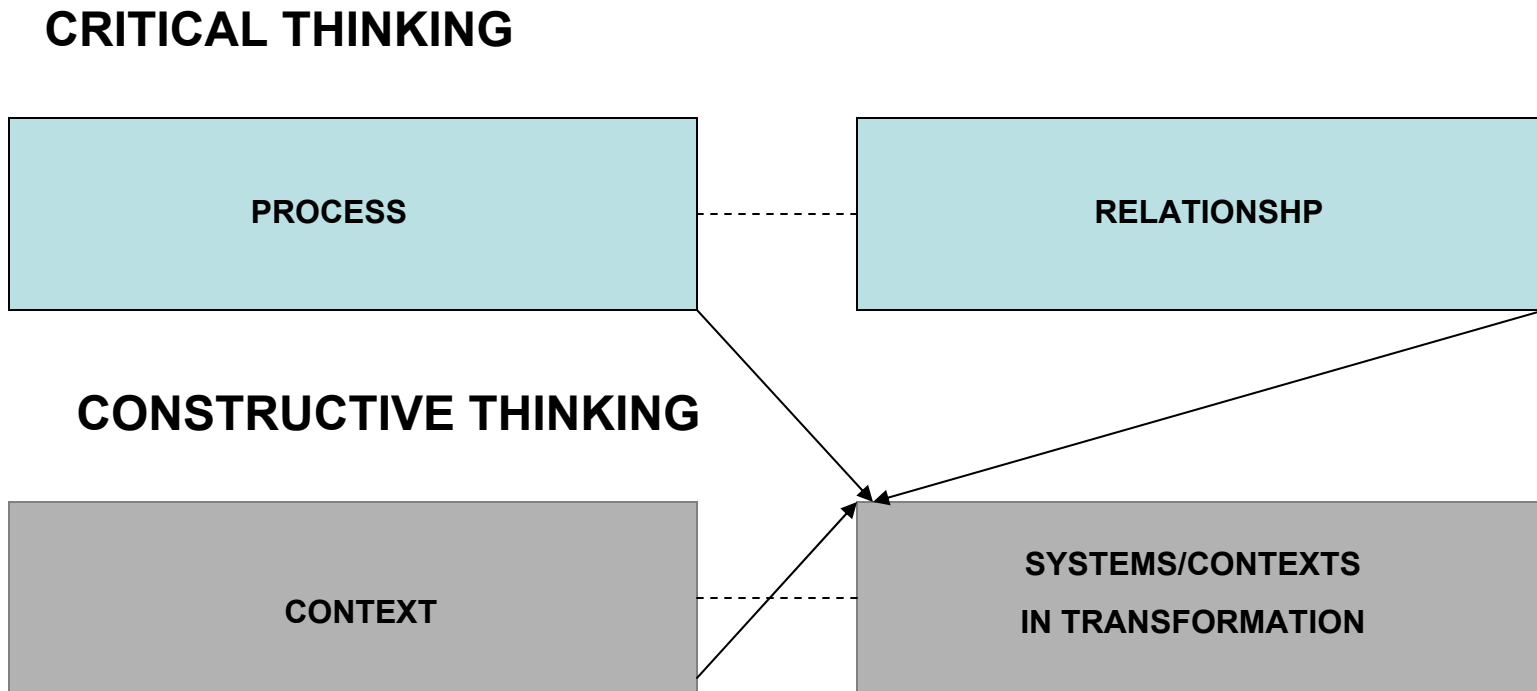 CRITICAL THINKING
PROCESS
RELATIONSHP
CONSTRUCTIVE THINKING
CONTEXT
SYSTEMS/CONTEXTS
IN TRANSFORMATION